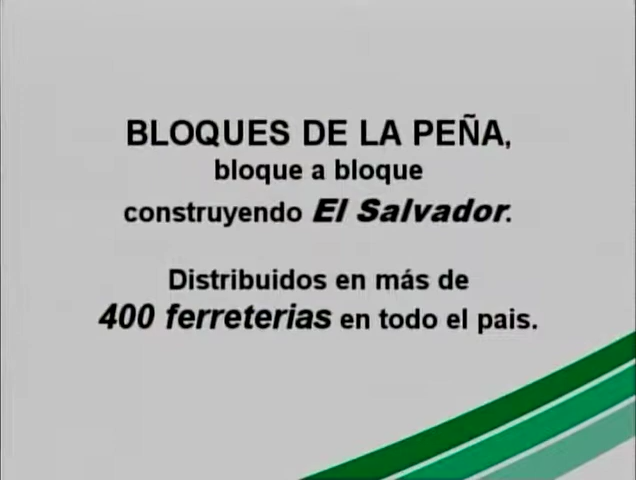 BLOQUES DE LA PEÑA,
bloque a bloque
construyendo El Salvador.
Distribuidos en más de
400 ferreterias en todo el pais.